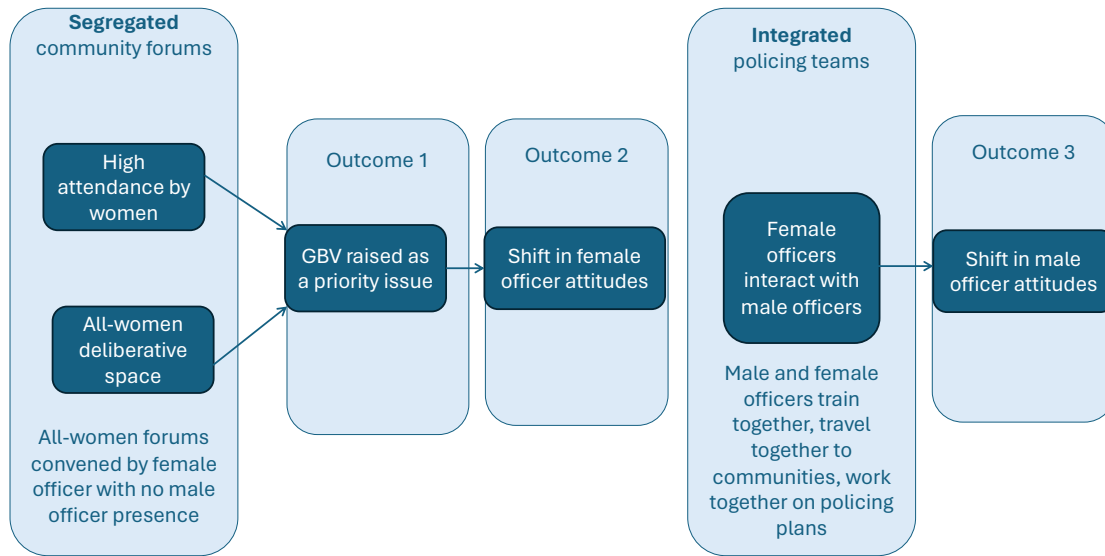 Segregated
community forums
High
attendance by
women
All-women
deliberative
space
All-women forums
convened by female
officer with no male
officer presence
Outcome 1
GBV raised as
a priority issue
Outcome 2
Shift in female
officer attitudes
Integrated
policing teams
Female
officers
interact with
male officers
Male and female
officers train
together, travel
together to
communities, work
together on policing
plans
Outcome 3
Shift in male
officer attitudes